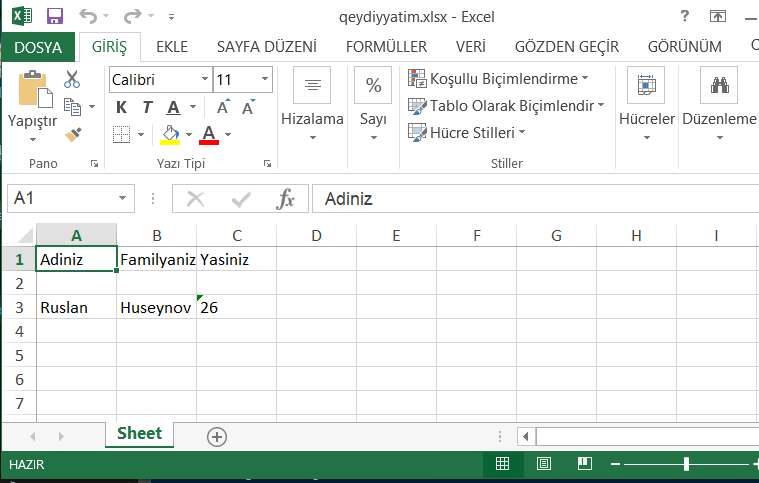 qeydiyyatim.xlsx - Excel
?
DOSYA GİRİŞ EKLE SAYFA DÜZENİ FORMÜLLER VERİ GÖZDEN GEÇİR GÖRÜNÜM
Yapıştır
Pano
Calibri 11
K T A
A A
A
Yazı Tipi
Hizalama
%
Sayı
Koşullu Biçimlendirme
Tablo Olarak Biçimlendir
Hücre Stilleri
Stiller
Hücreler
Düzenleme
A1 fx Adiniz
A B C D E F G H I
1 Adiniz Familyaniz Yasiniz
2
3 Ruslan Huseynov 26
4
5
6
7
Sheet
HAZIR